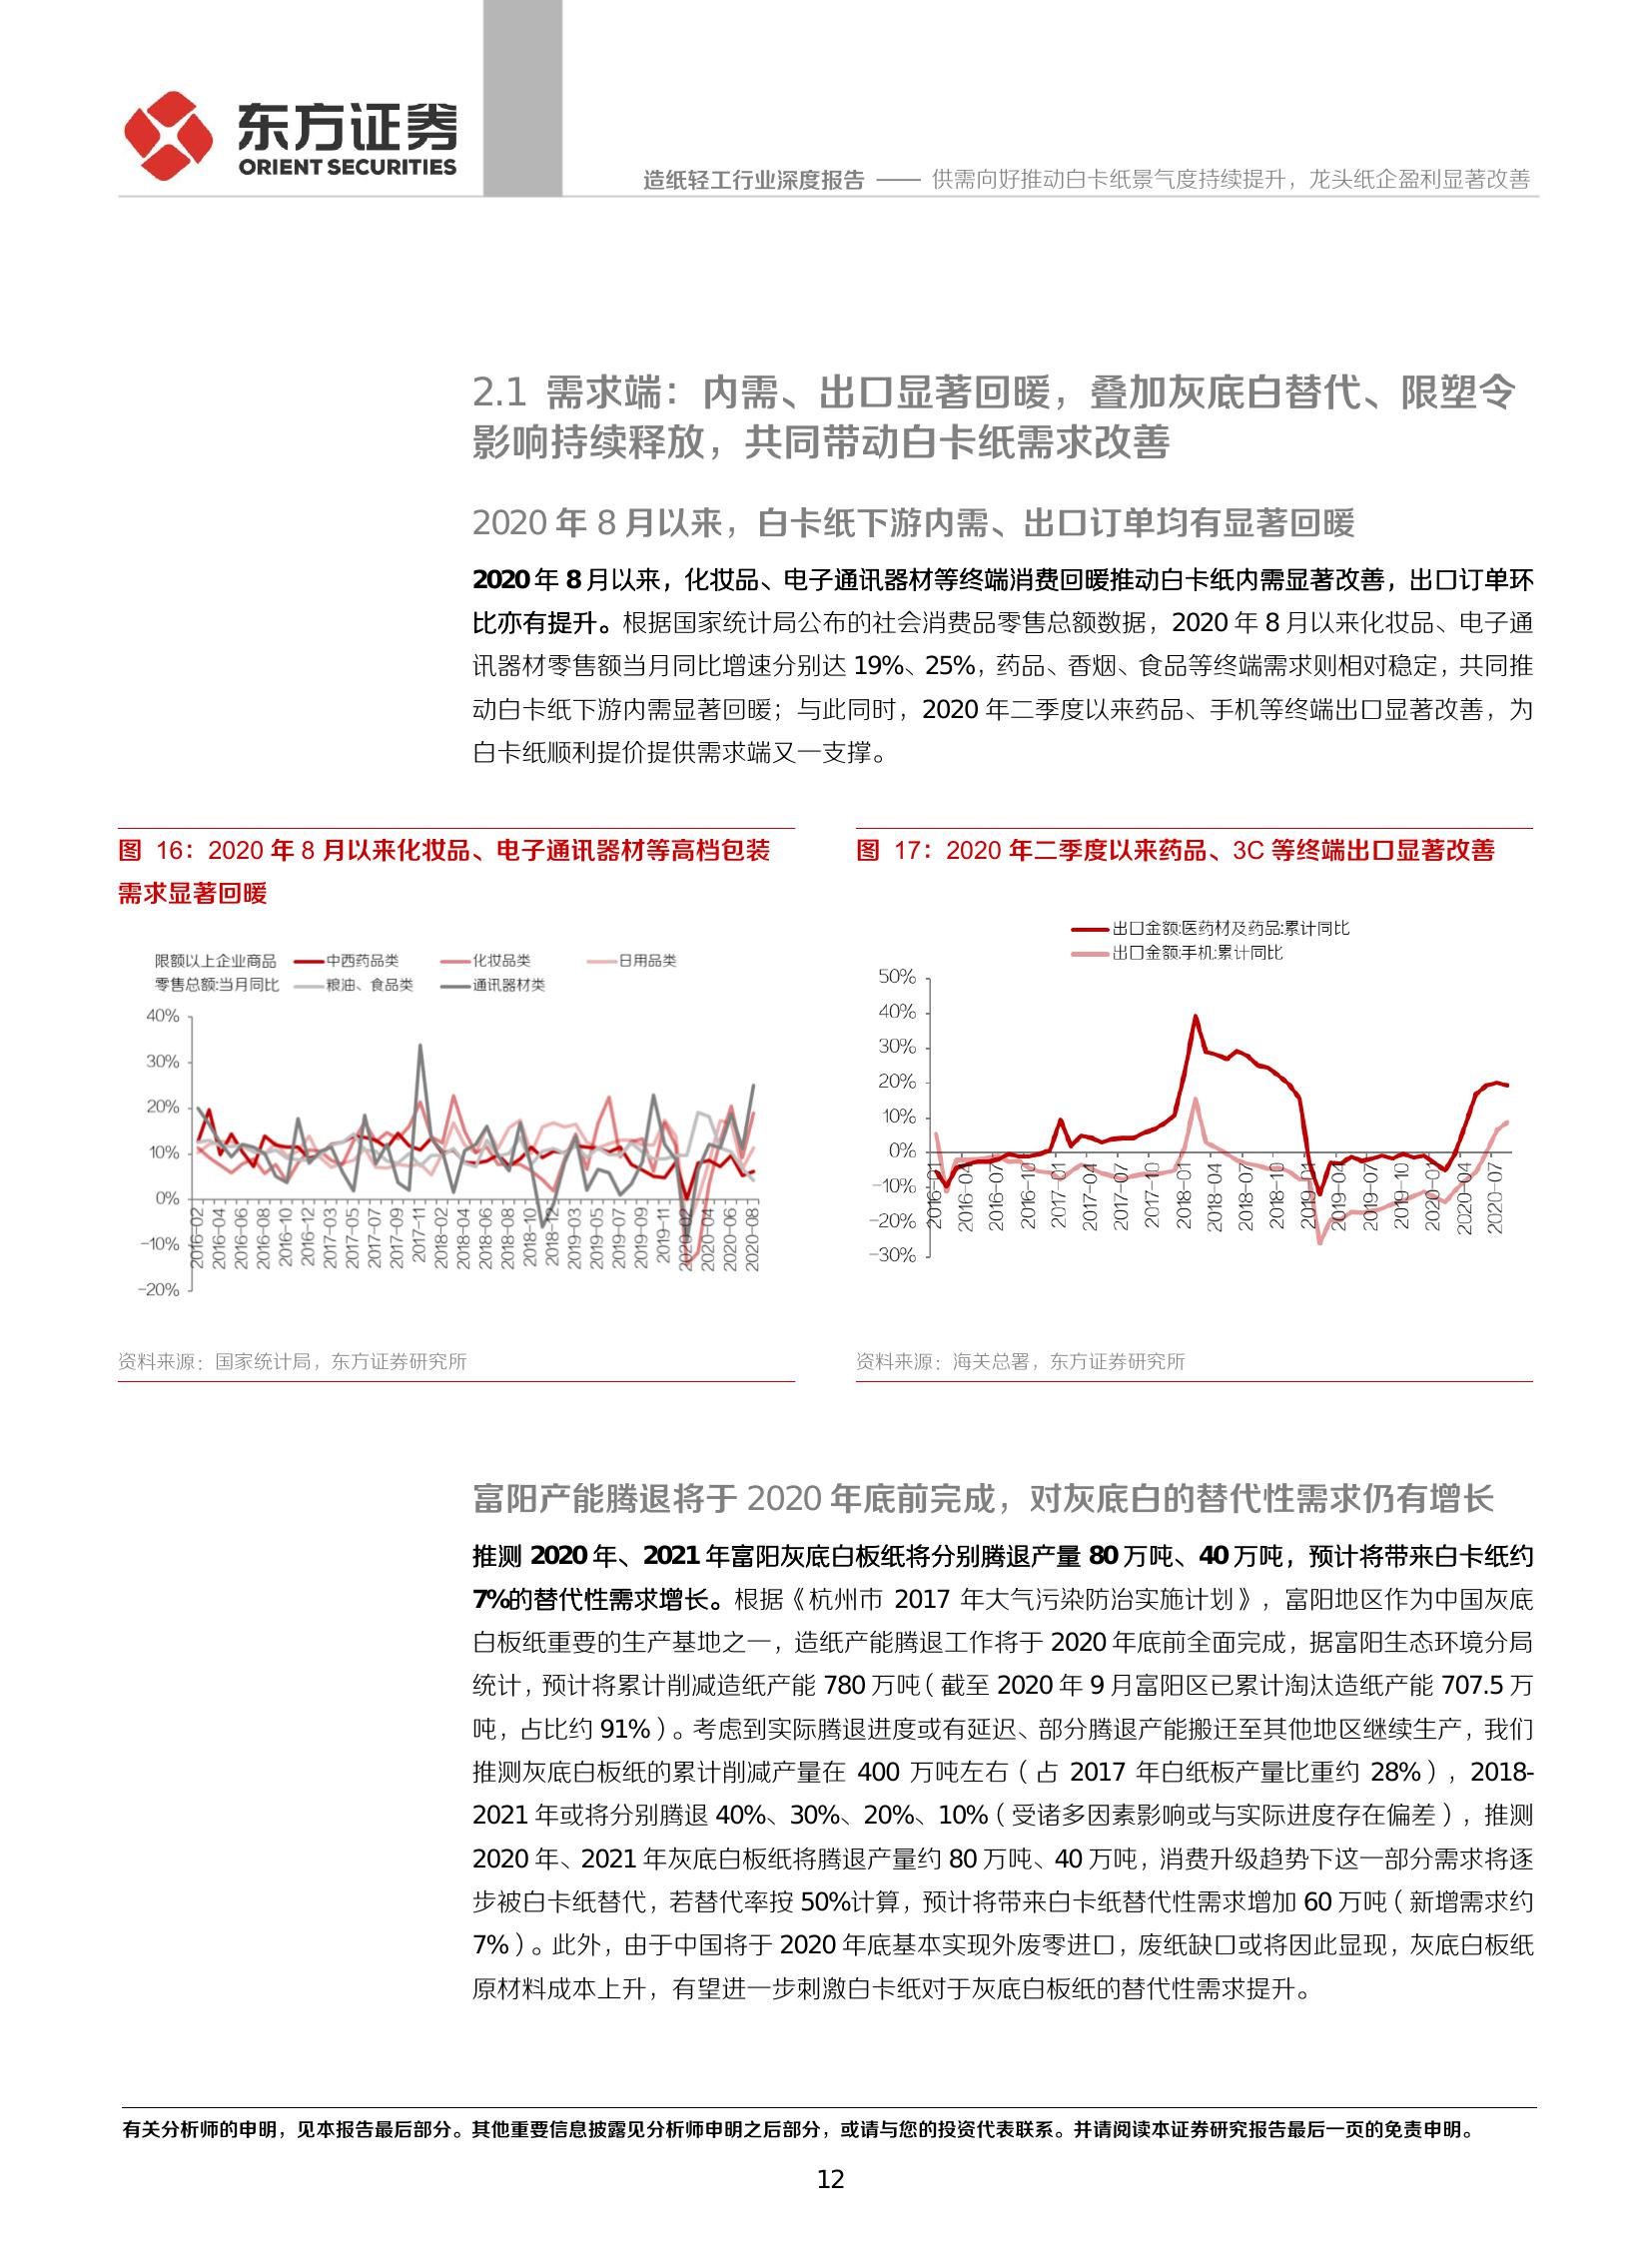 东方证券
ORIENT SECURITIES
造纸轻工行业深度报告 —— 供需向好推动白卡纸景气度持续提升，龙头纸企盈利显著改善
2.1 需求端：内需、出口显著回暖，叠加灰底白替代、限塑令
影响持续释放，共同带动白卡纸需求改善
2020 年 8 月以来，白卡纸下游内需、出口订单均有显著回暖
2020 年 8 月以来，化妆品、电子通讯器材等终端消费回暖推动白卡纸内需显著改善，出口订单环
比亦有提升。根据国家统计局公布的社会消费品零售总额数据，2020 年 8 月以来化妆品、电子通
讯器材零售额当月同比增速分别达 19%、25%，药品、香烟、食品等终端需求则相对稳定，共同推
动白卡纸下游内需显著回暖；与此同时，2020 年二季度以来药品、手机等终端出口显著改善，为
白卡纸顺利提价提供需求端又一支撑。
图 16：2020 年 8 月以来化妆品、电子通讯器材等高档包装
需求显著回暖
限额以上企业商品 中西药品类 化妆品类 日用品类
零售总额:当月同比 粮油、食品类 通讯器材类
40%
30%
20%
10%
0%
-10%
-20%
2016-02 2016-04 2016-06 2016-08 2016-10 2016-12 2017-03 2017-05 2017-07 2017-09 2017-11 2018-02 2018-04 2018-06 2018-08 2018-10 2018-12 2019-03 2019-05 2019-07 2019-09 2019-11 2020-02 2020-04 2020-06 2020-08
资料来源：国家统计局，东方证券研究所
图 17：2020 年二季度以来药品、3C 等终端出口显著改善
出口金额:医药材及药品:累计同比
出口金额:手机:累计同比
50%
40%
30%
20%
10%
0%
-10%
-20%
-30%
2016-01 2016-04 2016-07 2016-10 2017-01 2017-04 2017-07 2017-10 2018-01 2018-04 2018-07 2018-10 2019-01 2019-04 2019-07 2019-10 2020-01 2020-04 2020-07
资料来源：海关总署，东方证券研究所
富阳产能腾退将于 2020 年底前完成，对灰底白的替代性需求仍有增长
推测 2020 年、2021 年富阳灰底白板纸将分别腾退产量 80 万吨、40 万吨，预计将带来白卡纸约
7%的替代性需求增长。根据《杭州市 2017 年大气污染防治实施计划》，富阳地区作为中国灰底
白板纸重要的生产基地之一，造纸产能腾退工作将于 2020 年底前全面完成，据富阳生态环境分局
统计，预计将累计削减造纸产能 780 万吨（截至 2020 年 9 月富阳区已累计淘汰造纸产能 707.5 万
吨，占比约 91%）。考虑到实际腾退进度或有延迟、部分腾退产能搬迁至其他地区继续生产，我们
推测灰底白板纸的累计削减产量在 400 万吨左右（占 2017 年白纸板产量比重约 28%），2018-
2021 年或将分别腾退 40%、30%、20%、10%（受诸多因素影响或与实际进度存在偏差），推测
2020 年、2021 年灰底白板纸将腾退产量约 80 万吨、40 万吨，消费升级趋势下这一部分需求将逐
步被白卡纸替代，若替代率按 50%计算，预计将带来白卡纸替代性需求增加 60 万吨（新增需求约
7%）。此外，由于中国将于 2020 年底基本实现外废零进口，废纸缺口或将因此显现，灰底白板纸
原材料成本上升，有望进一步刺激白卡纸对于灰底白板纸的替代性需求提升。
有关分析师的申明，见本报告最后部分。其他重要信息披露见分析师申明之后部分，或请与您的投资代表联系。并请阅读本证券研究报告最后一页的免责申明。
12